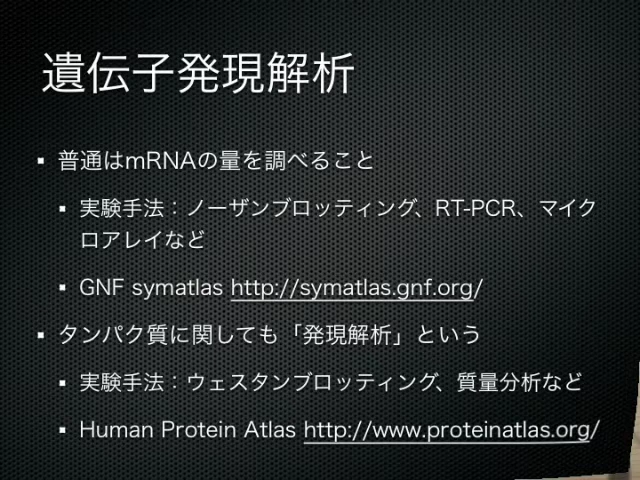 遺伝子発現解析
▪ 普通はmRNAの量を調べること
▪ 実験手法：ノーザンブロッティング、RT-PCR、マイク
ロアレイなど
▪ GNF symatlas http://symatlas.gnf.org/
▪ タンパク質に関しても「発現解析」という
▪ 実験手法：ウェスタンブロッティング、質量分析など
▪ Human Protein Atlas http://www.proteinatlas.org/